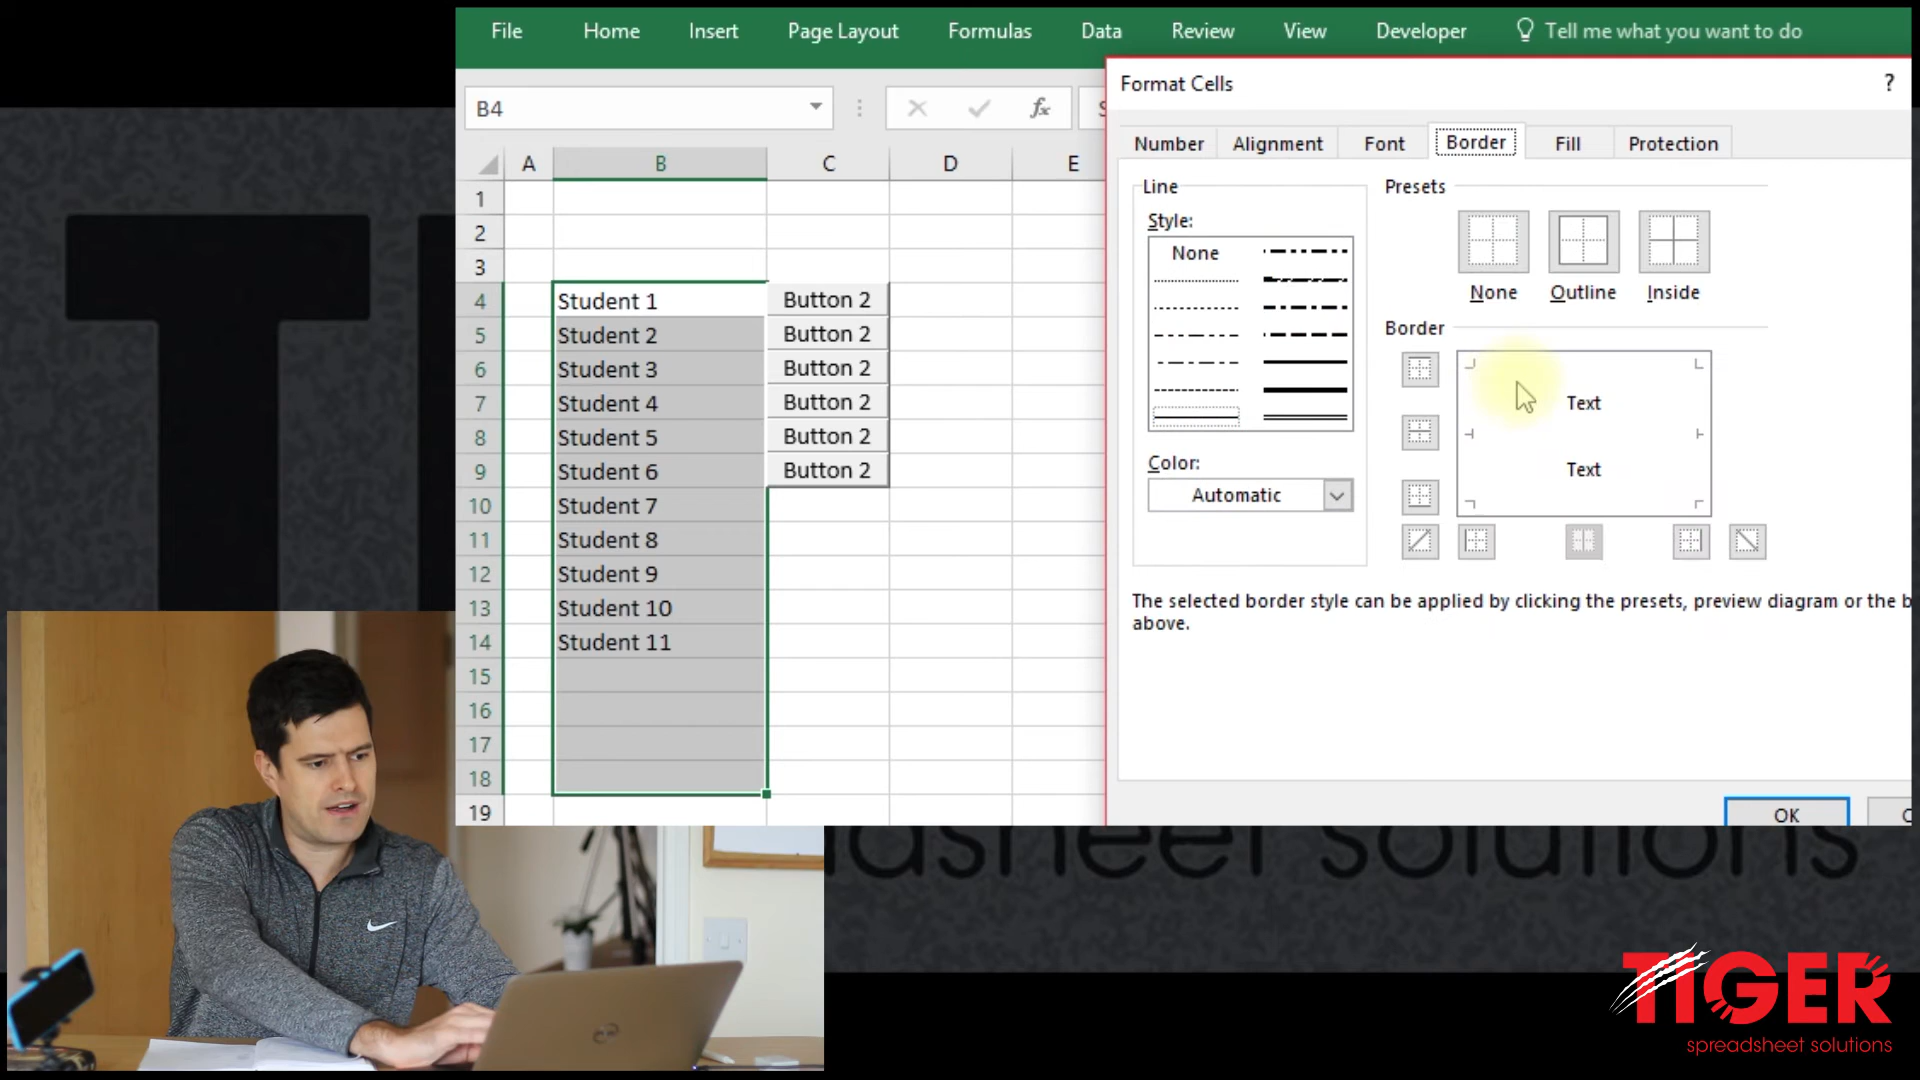 File Home Insert Page Layout Formulas Data Review View Developer Tell me what you want to do
B4 fx
Format Cells ?
Number Alignment Font Border Fill Protection
A B C D E
1
2
3
4 Student 1 Button 2
5 Student 2 Button 2
6 Student 3 Button 2
7 Student 4 Button 2
8 Student 5 Button 2
9 Student 6 Button 2
10 Student 7
11 Student 8
12 Student 9
13 Student 10
14 Student 11
15
16
17
18
19
Line
Style:
None
Color:
Automatic
Presets
None Outline Inside
Border
Text
Text
The selected border style can be applied by clicking the presets, preview diagram or the b
above.
OK
adsheet solutions
TIGER
spreadsheet solutions